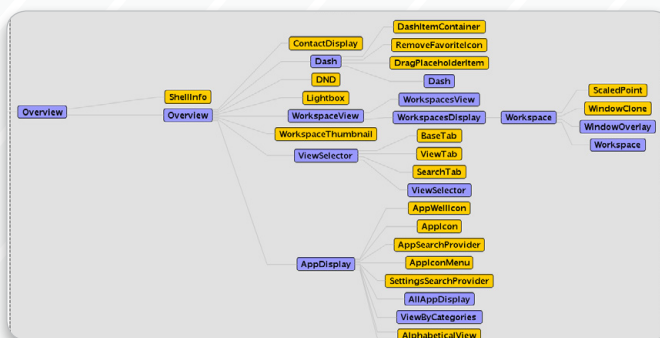 Overview
ShellInfo
Overview
ContactDisplay
Dash
DND
Lightbox
WorkspaceView
WorkspaceThumbnail
ViewSelector
AppDisplay
DashItemContainer
RemoveFavoriteIcon
DragPlaceholderItem
Dash
WorkspacesView
WorkspacesDisplay
BaseTab
ViewTab
SearchTab
ViewSelector
AppWellIcon
AppIcon
AppSearchProvider
AppIconMenu
SettingsSearchProvider
AllAppDisplay
ViewByCategories
AlphabeticalView
Workspace
ScaledPoint
WindowClone
WindowOverlay
Workspace